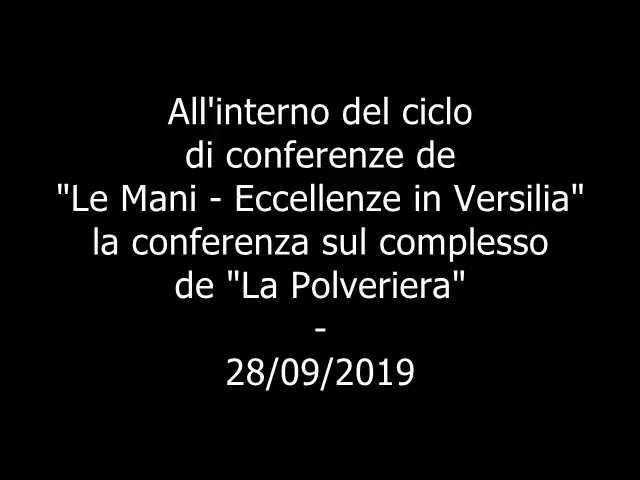 All'interno del ciclo
di conferenze de
"Le Mani - Eccellenze in Versilia"
la conferenza sul complesso
de "La Polveriera"
-
28/09/2019